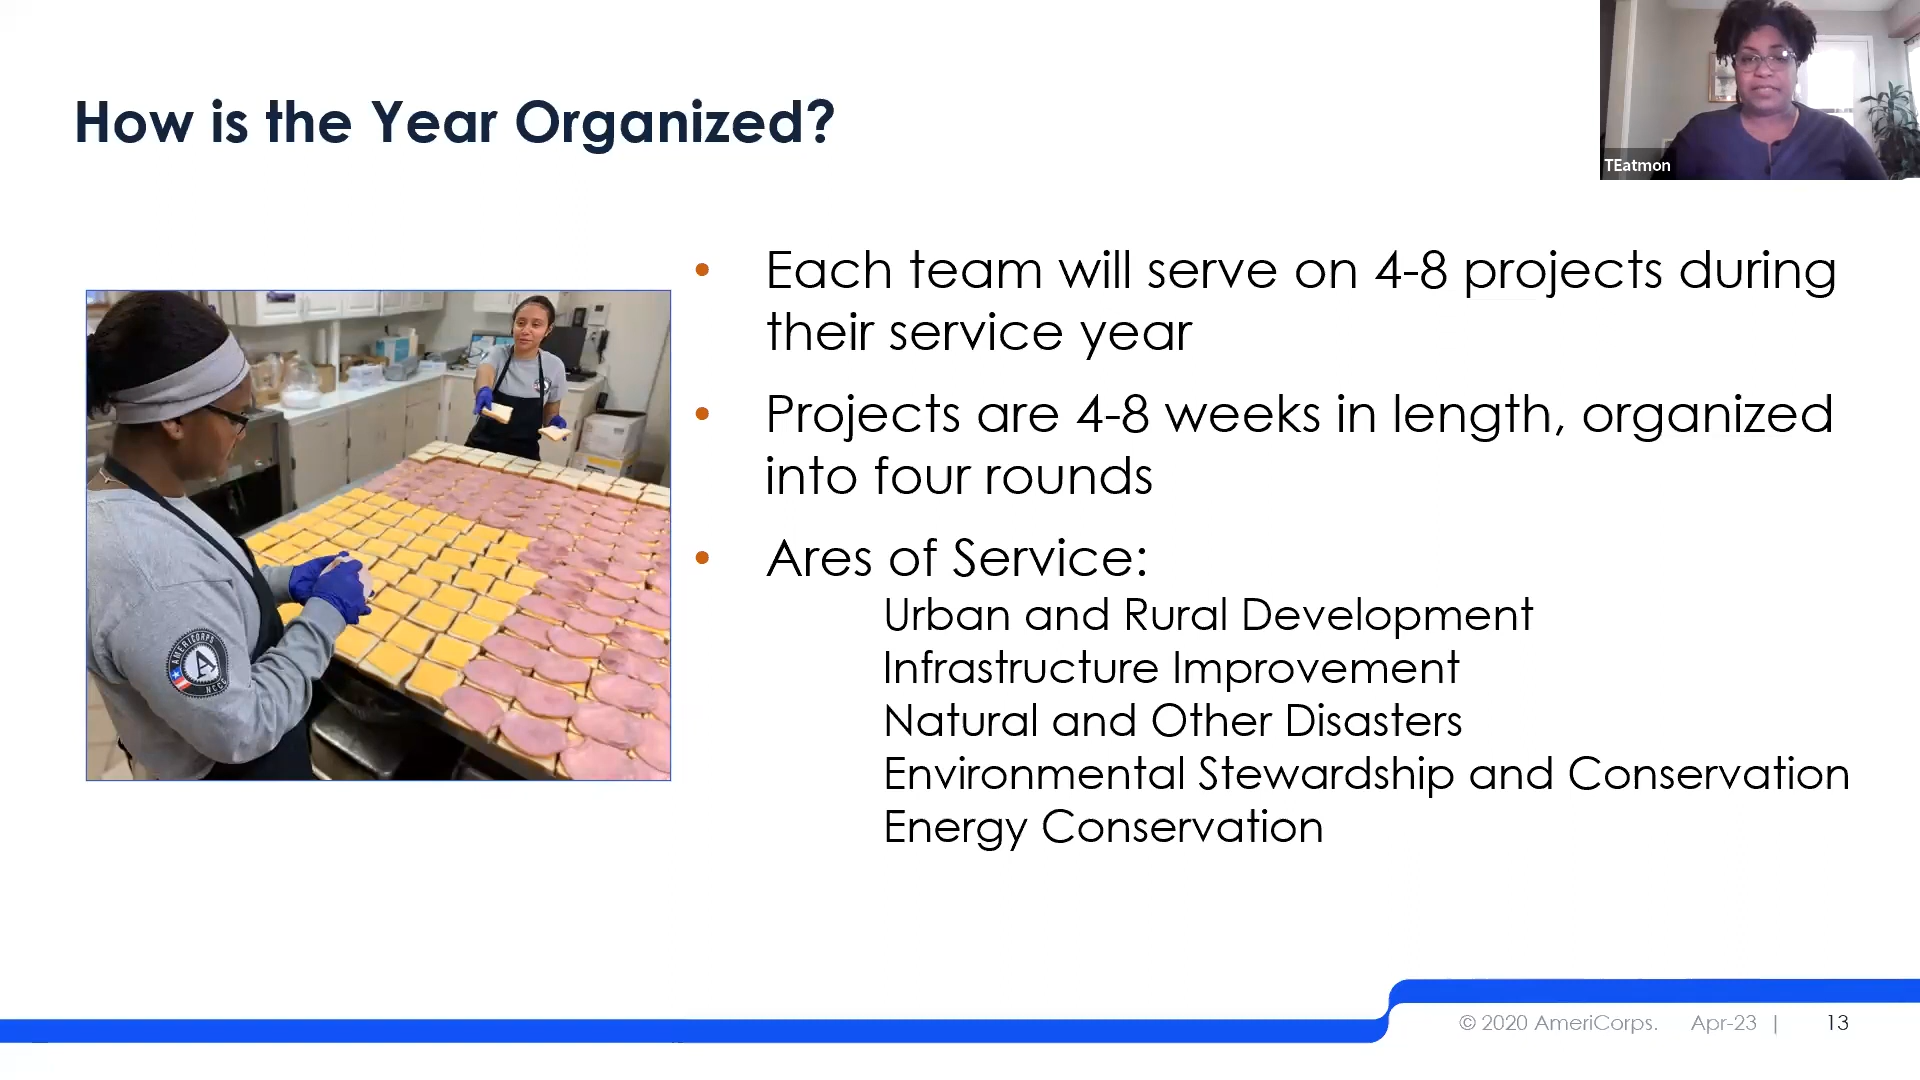 How is the Year Organized?
TEatmon
• Each team will serve on 4-8 projects during
their service year
• Projects are 4-8 weeks in length, organized
into four rounds
• Ares of Service:
Urban and Rural Development
Infrastructure Improvement
Natural and Other Disasters
Environmental Stewardship and Conservation
Energy Conservation
AMERICORPS
A
NCCC
© 2020 AmeriCorps. Apr-23 | 13